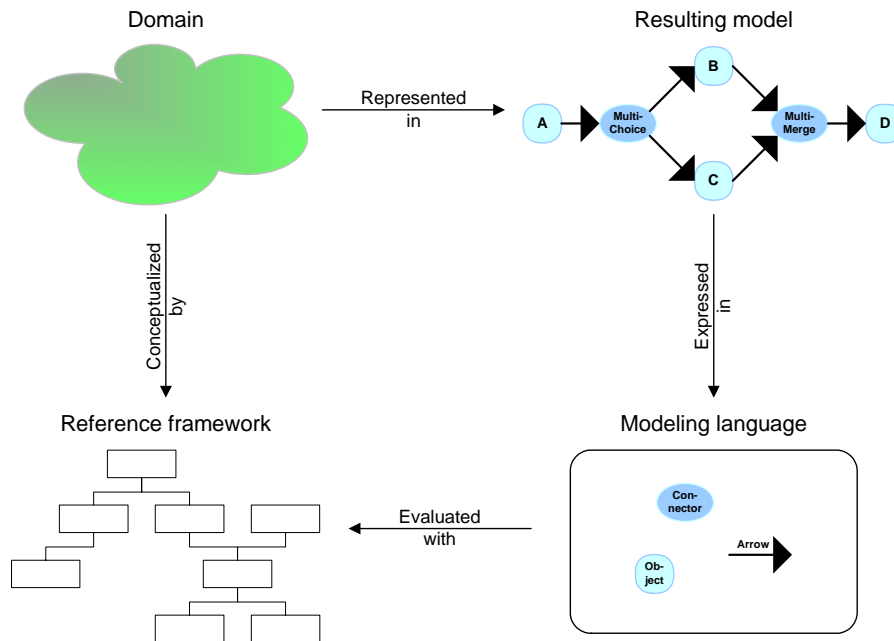 Domain
Resulting model
Represented
in
A
Multi-
Choice
B
C
Multi-
Merge
D
Conceptualized
by
Expressed
in
Reference framework
Modeling language
Evaluated
with
Con-
nector
Arrow
Ob-
ject